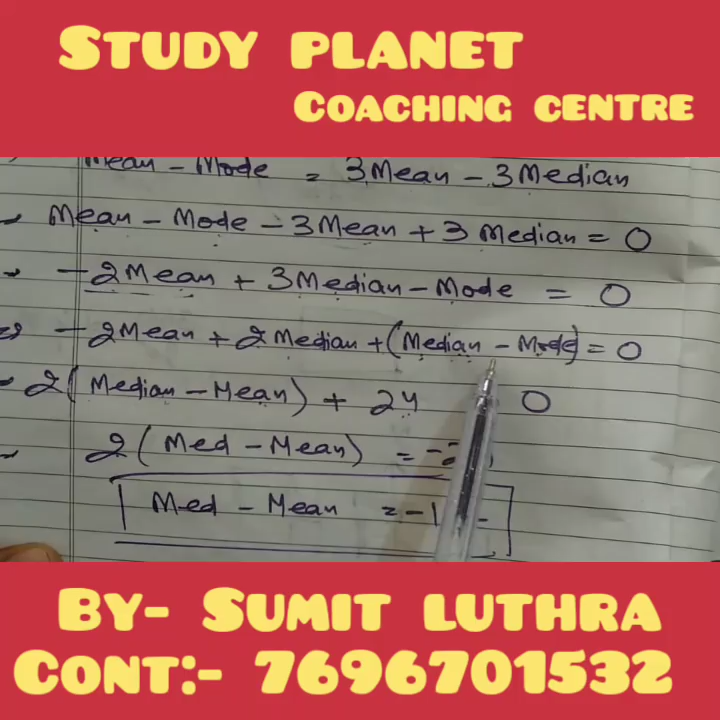 STUDY PLANET
COACHING CENTRE
Mean - Mode = 3Mean - 3Median
Mean - Mode - 3Mean + 3 Median = 0
-2Mean + 3Median - Mode = 0
-2Mean + 2Median + (Median - Mode) = 0
2(Median - Mean) + 24 0
2(Med - Mean) = -2
Med - Mean = -1
BY- SUMIT LUTHRA
CONT:- 7696701532